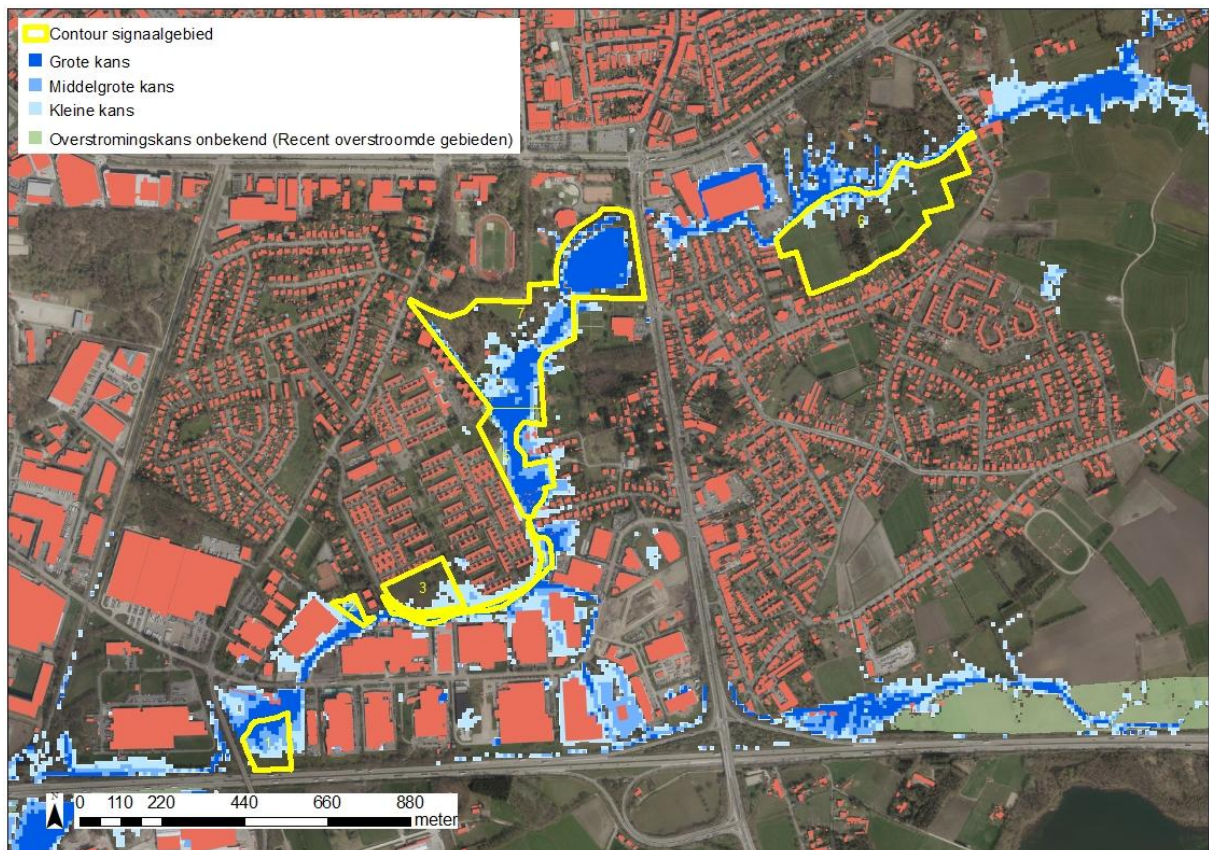 Contour signaalgebied
Grote kans
Middelgrote kans
Kleine kans
Overstromingskans onbekend (Recent overstroomde gebieden)
6
7
3
N
0 110 220 440 660 880
meter